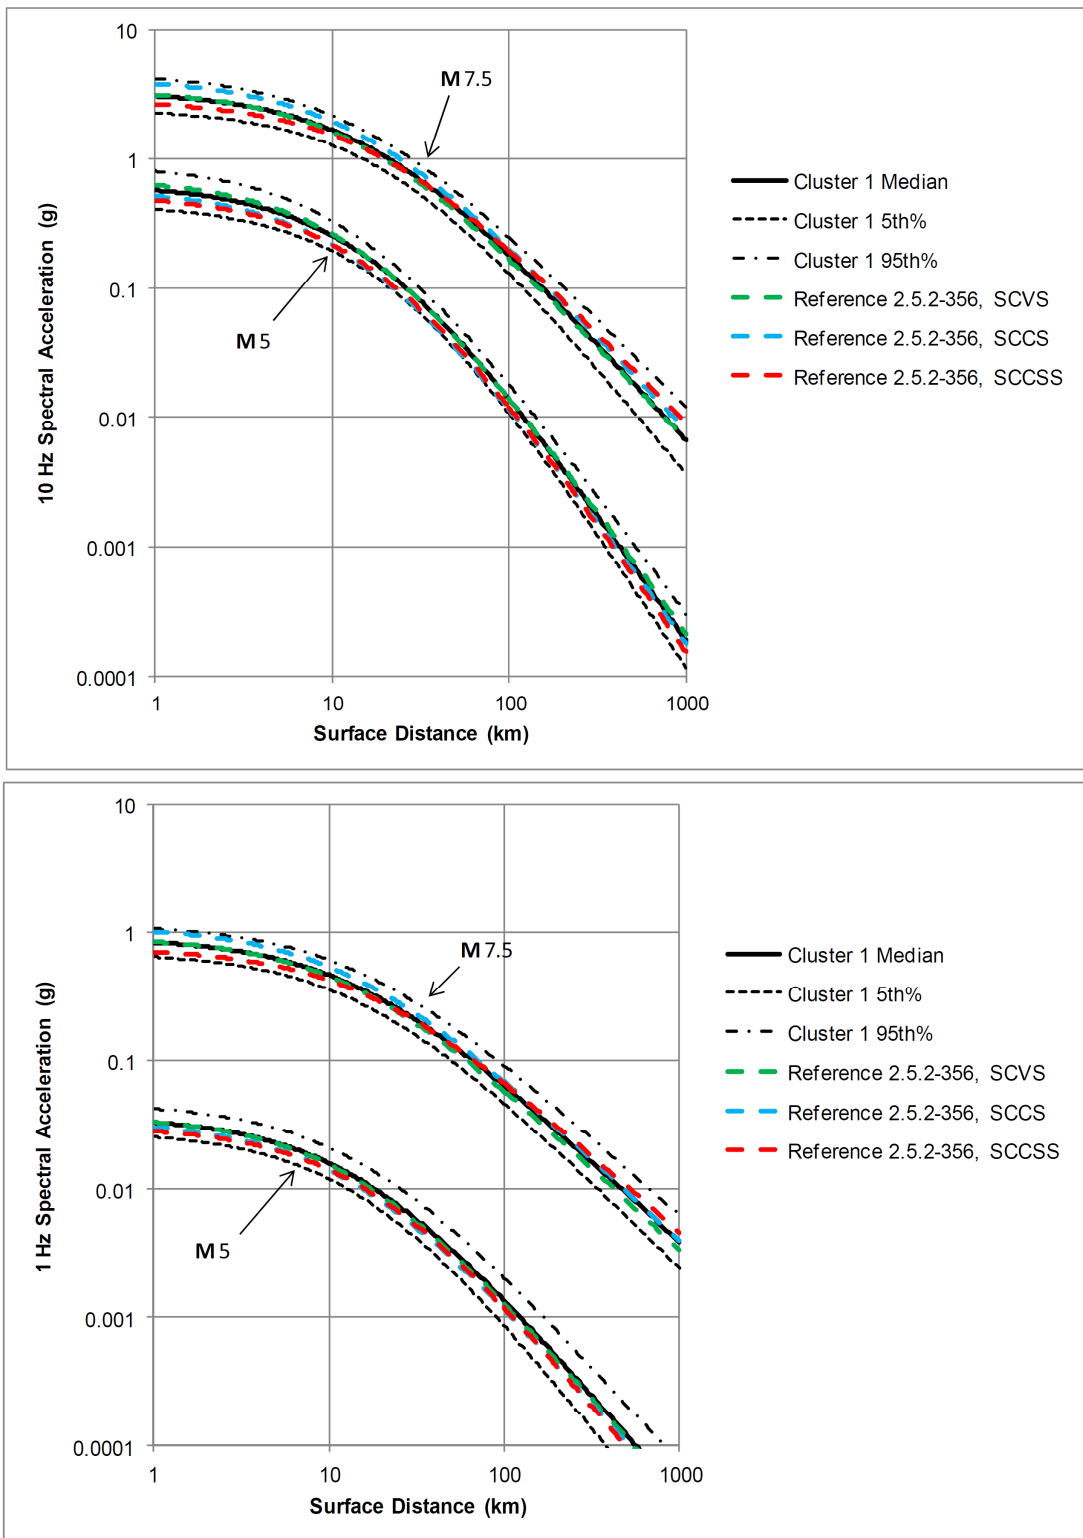 10
1
0.1
0.01
0.001
0.0001
10 Hz Spectral Acceleration (g)
M 7.5
M 5
1 10 100 1000
Surface Distance (km)
Cluster 1 Median
Cluster 1 5th%
Cluster 1 95th%
Reference 2.5.2-356, SCVS
Reference 2.5.2-356, SCCS
Reference 2.5.2-356, SCCSS
10
1
0.1
0.01
0.001
0.0001
1 Hz Spectral Acceleration (g)
M 7.5
M 5
1 10 100 1000
Surface Distance (km)
Cluster 1 Median
Cluster 1 5th%
Cluster 1 95th%
Reference 2.5.2-356, SCVS
Reference 2.5.2-356, SCCS
Reference 2.5.2-356, SCCSS